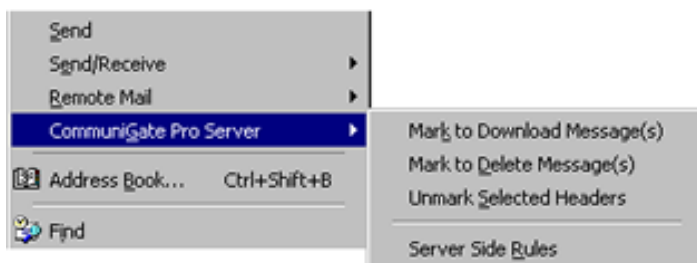 Send
Send/Receive
Remote Mail
CommuniGate Pro Server
Address Book... Ctrl+Shift+B
Find
Mark to Download Message(s)
Mark to Delete Message(s)
Unmark Selected Headers
Server Side Rules